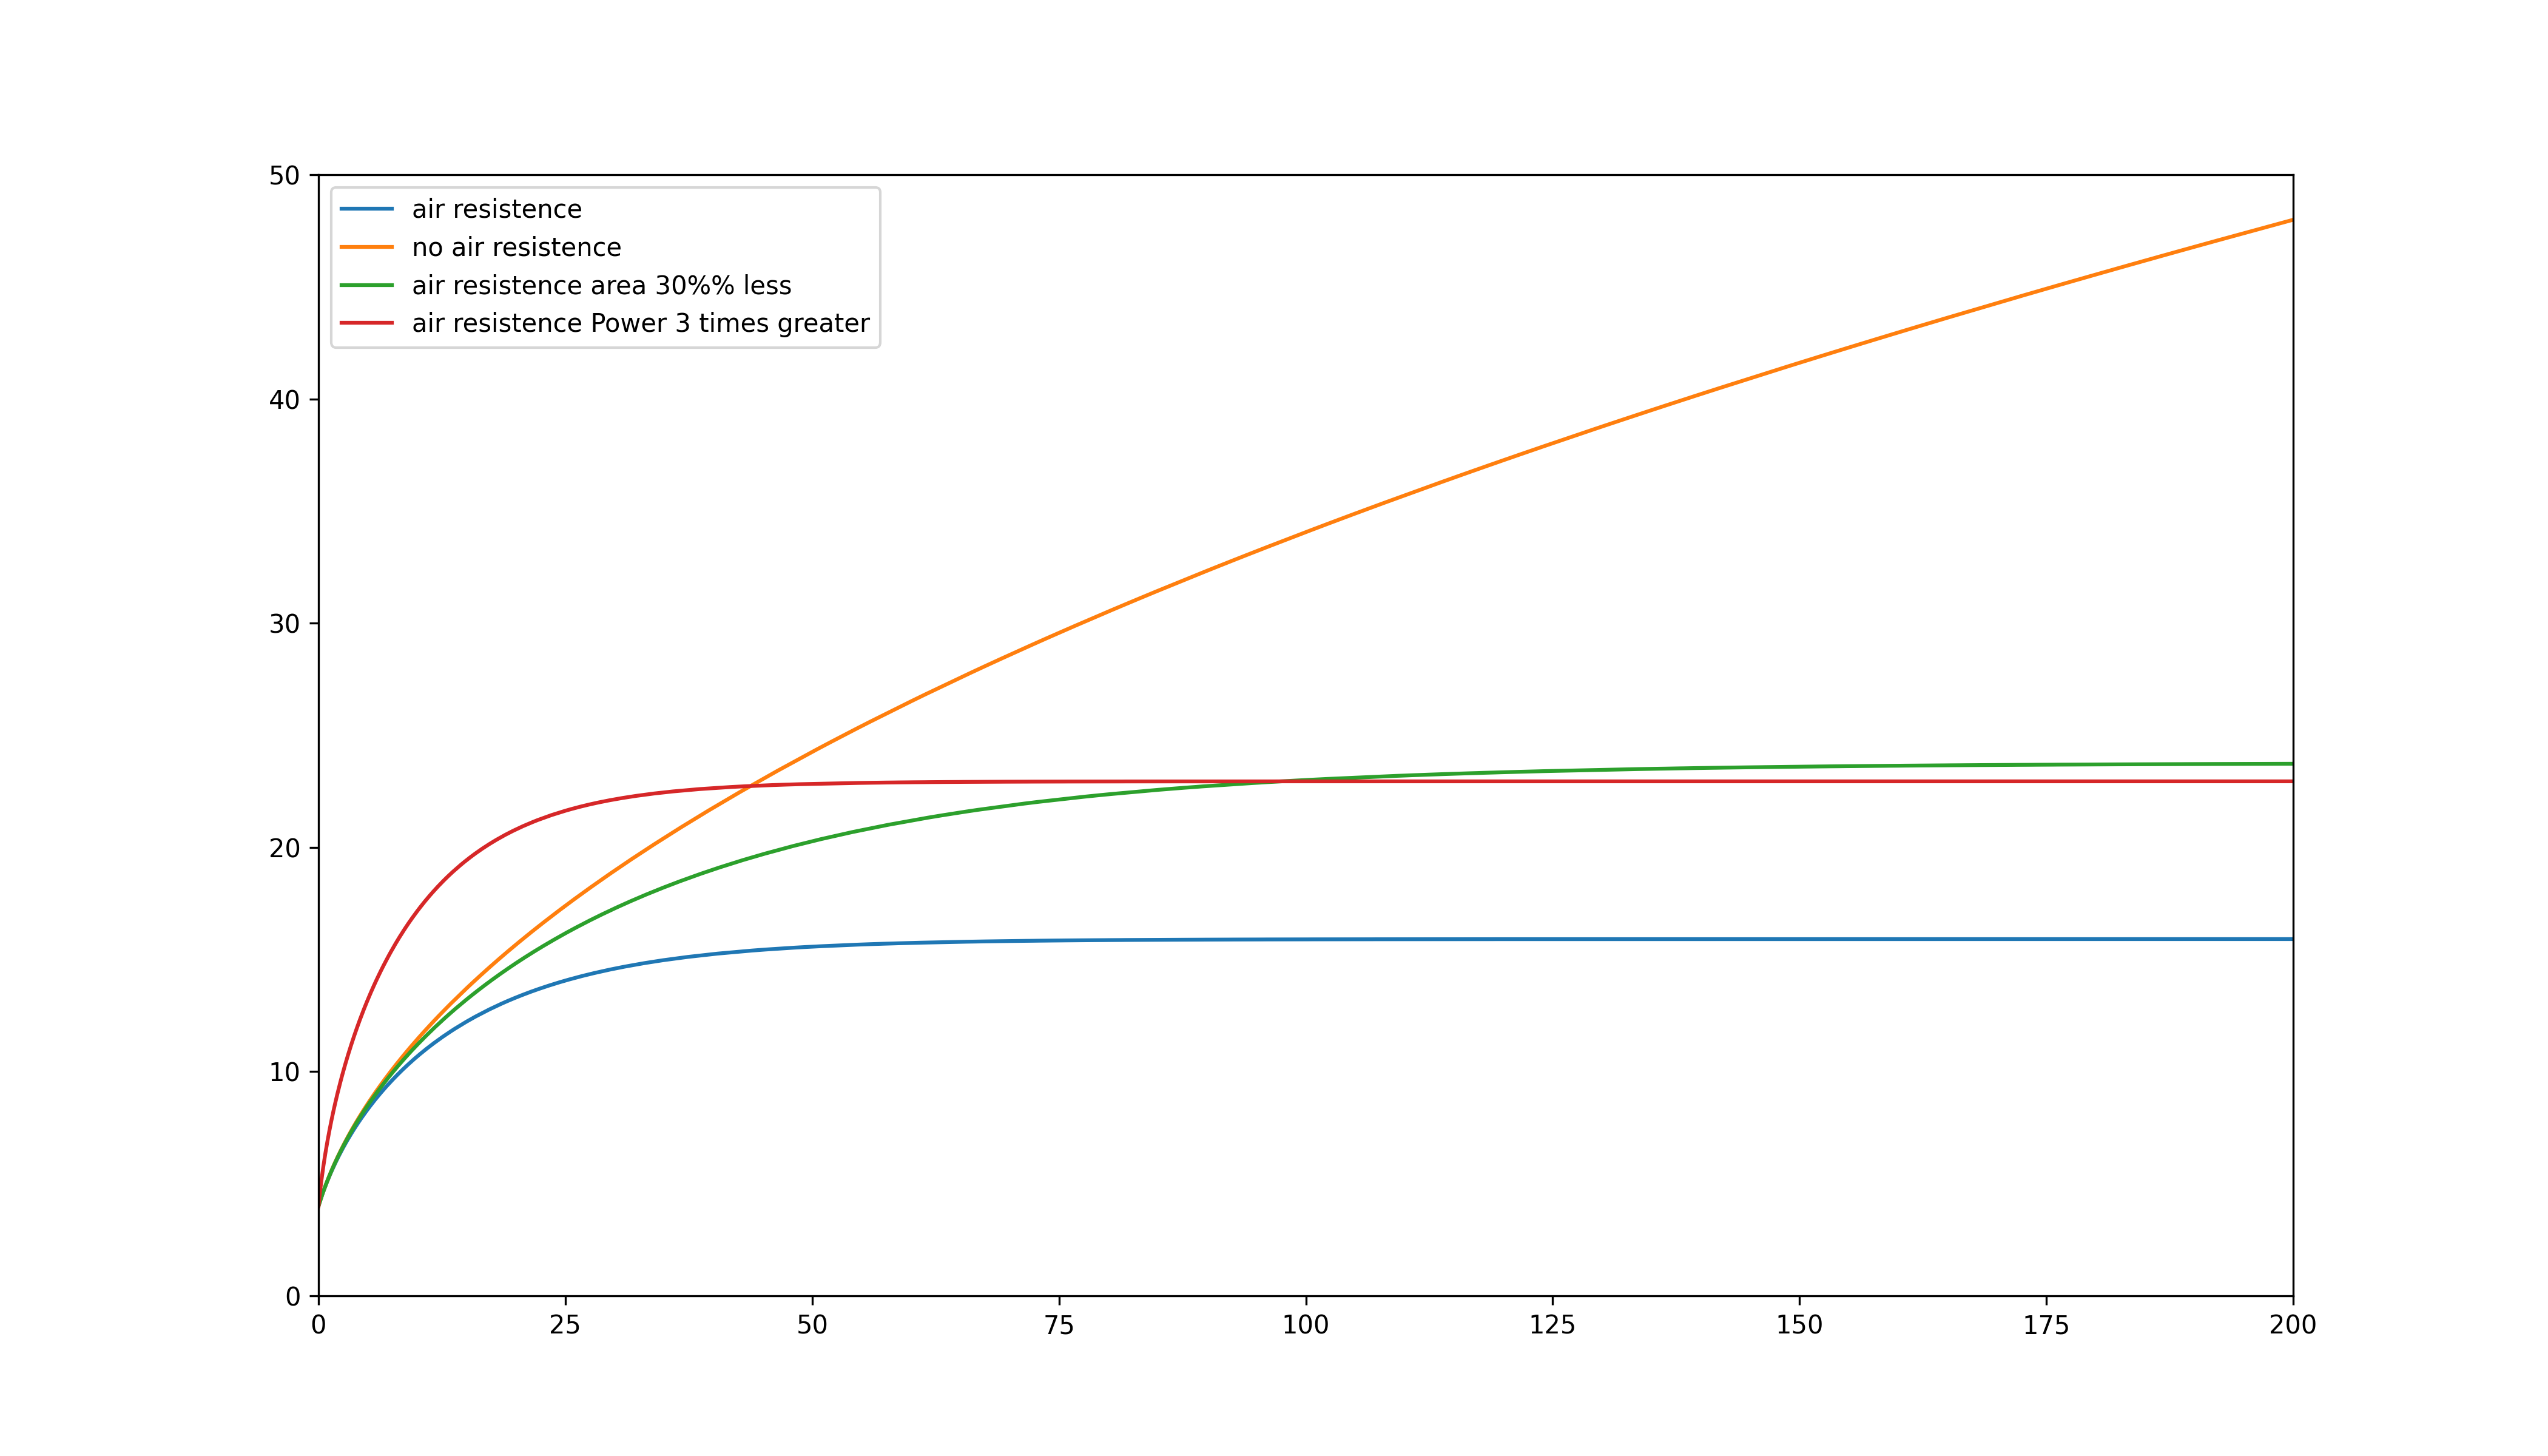 50
air resistence
no air resistence
air resistence area 30%% less
air resistence Power 3 times greater
40
30
20
10
0
0 25 50 75 100 125 150 175 200